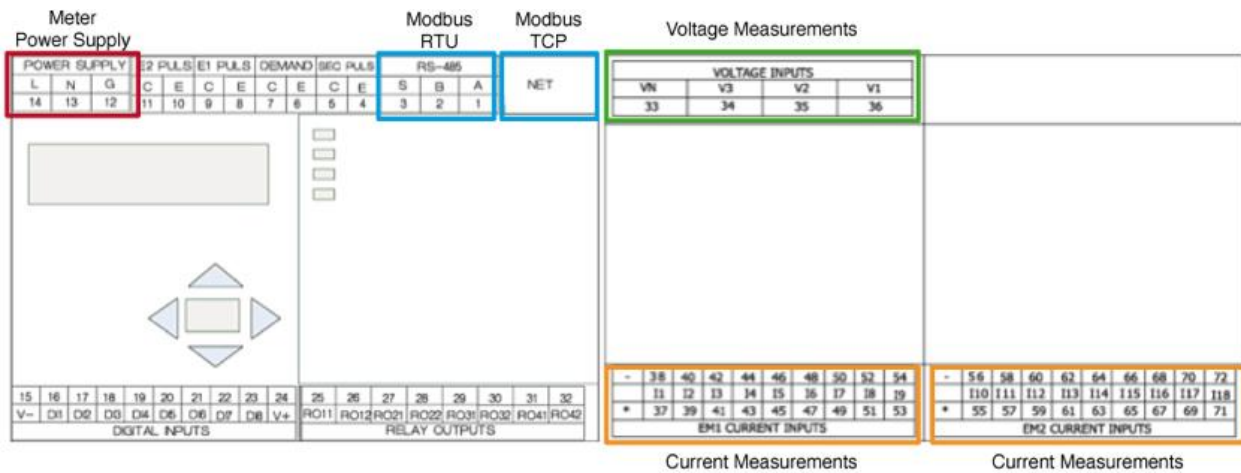 Meter
Power Supply
Modbus
RTU
Modbus
TCP
Voltage Measurements
POWER SUPPLY E2 PULS E1 PULS DEMAND SEC PULS RS-485
L N G C E C E C E C E S B A NET
14 13 12 11 10 9 8 7 6 5 4 3 2 1
VOLTAGE INPUTS
VN V3 V2 V1
33 34 35 36
15 16 17 18 19 20 21 22 23 24 25 26 27 28 29 30 31 32
V- DI1 DI2 DI3 DI4 DI5 DI6 DI7 DI8 V+ RO11 RO12 RO21 RO22 RO31 RO32 RO41 RO42
DIGITAL INPUTS RELAY OUTPUTS
- 38 40 42 44 46 48 50 52 54
I1 I2 I3 I4 I5 I6 I7 I8 I9
* 37 39 41 43 45 47 49 51 53
EM1 CURRENT INPUTS
- 56 58 60 62 64 66 68 70 72
I10 I11 I12 I13 I14 I15 I16 I17 I18
* 55 57 59 61 63 65 67 69 71
EM2 CURRENT INPUTS
Current Measurements
Current Measurements